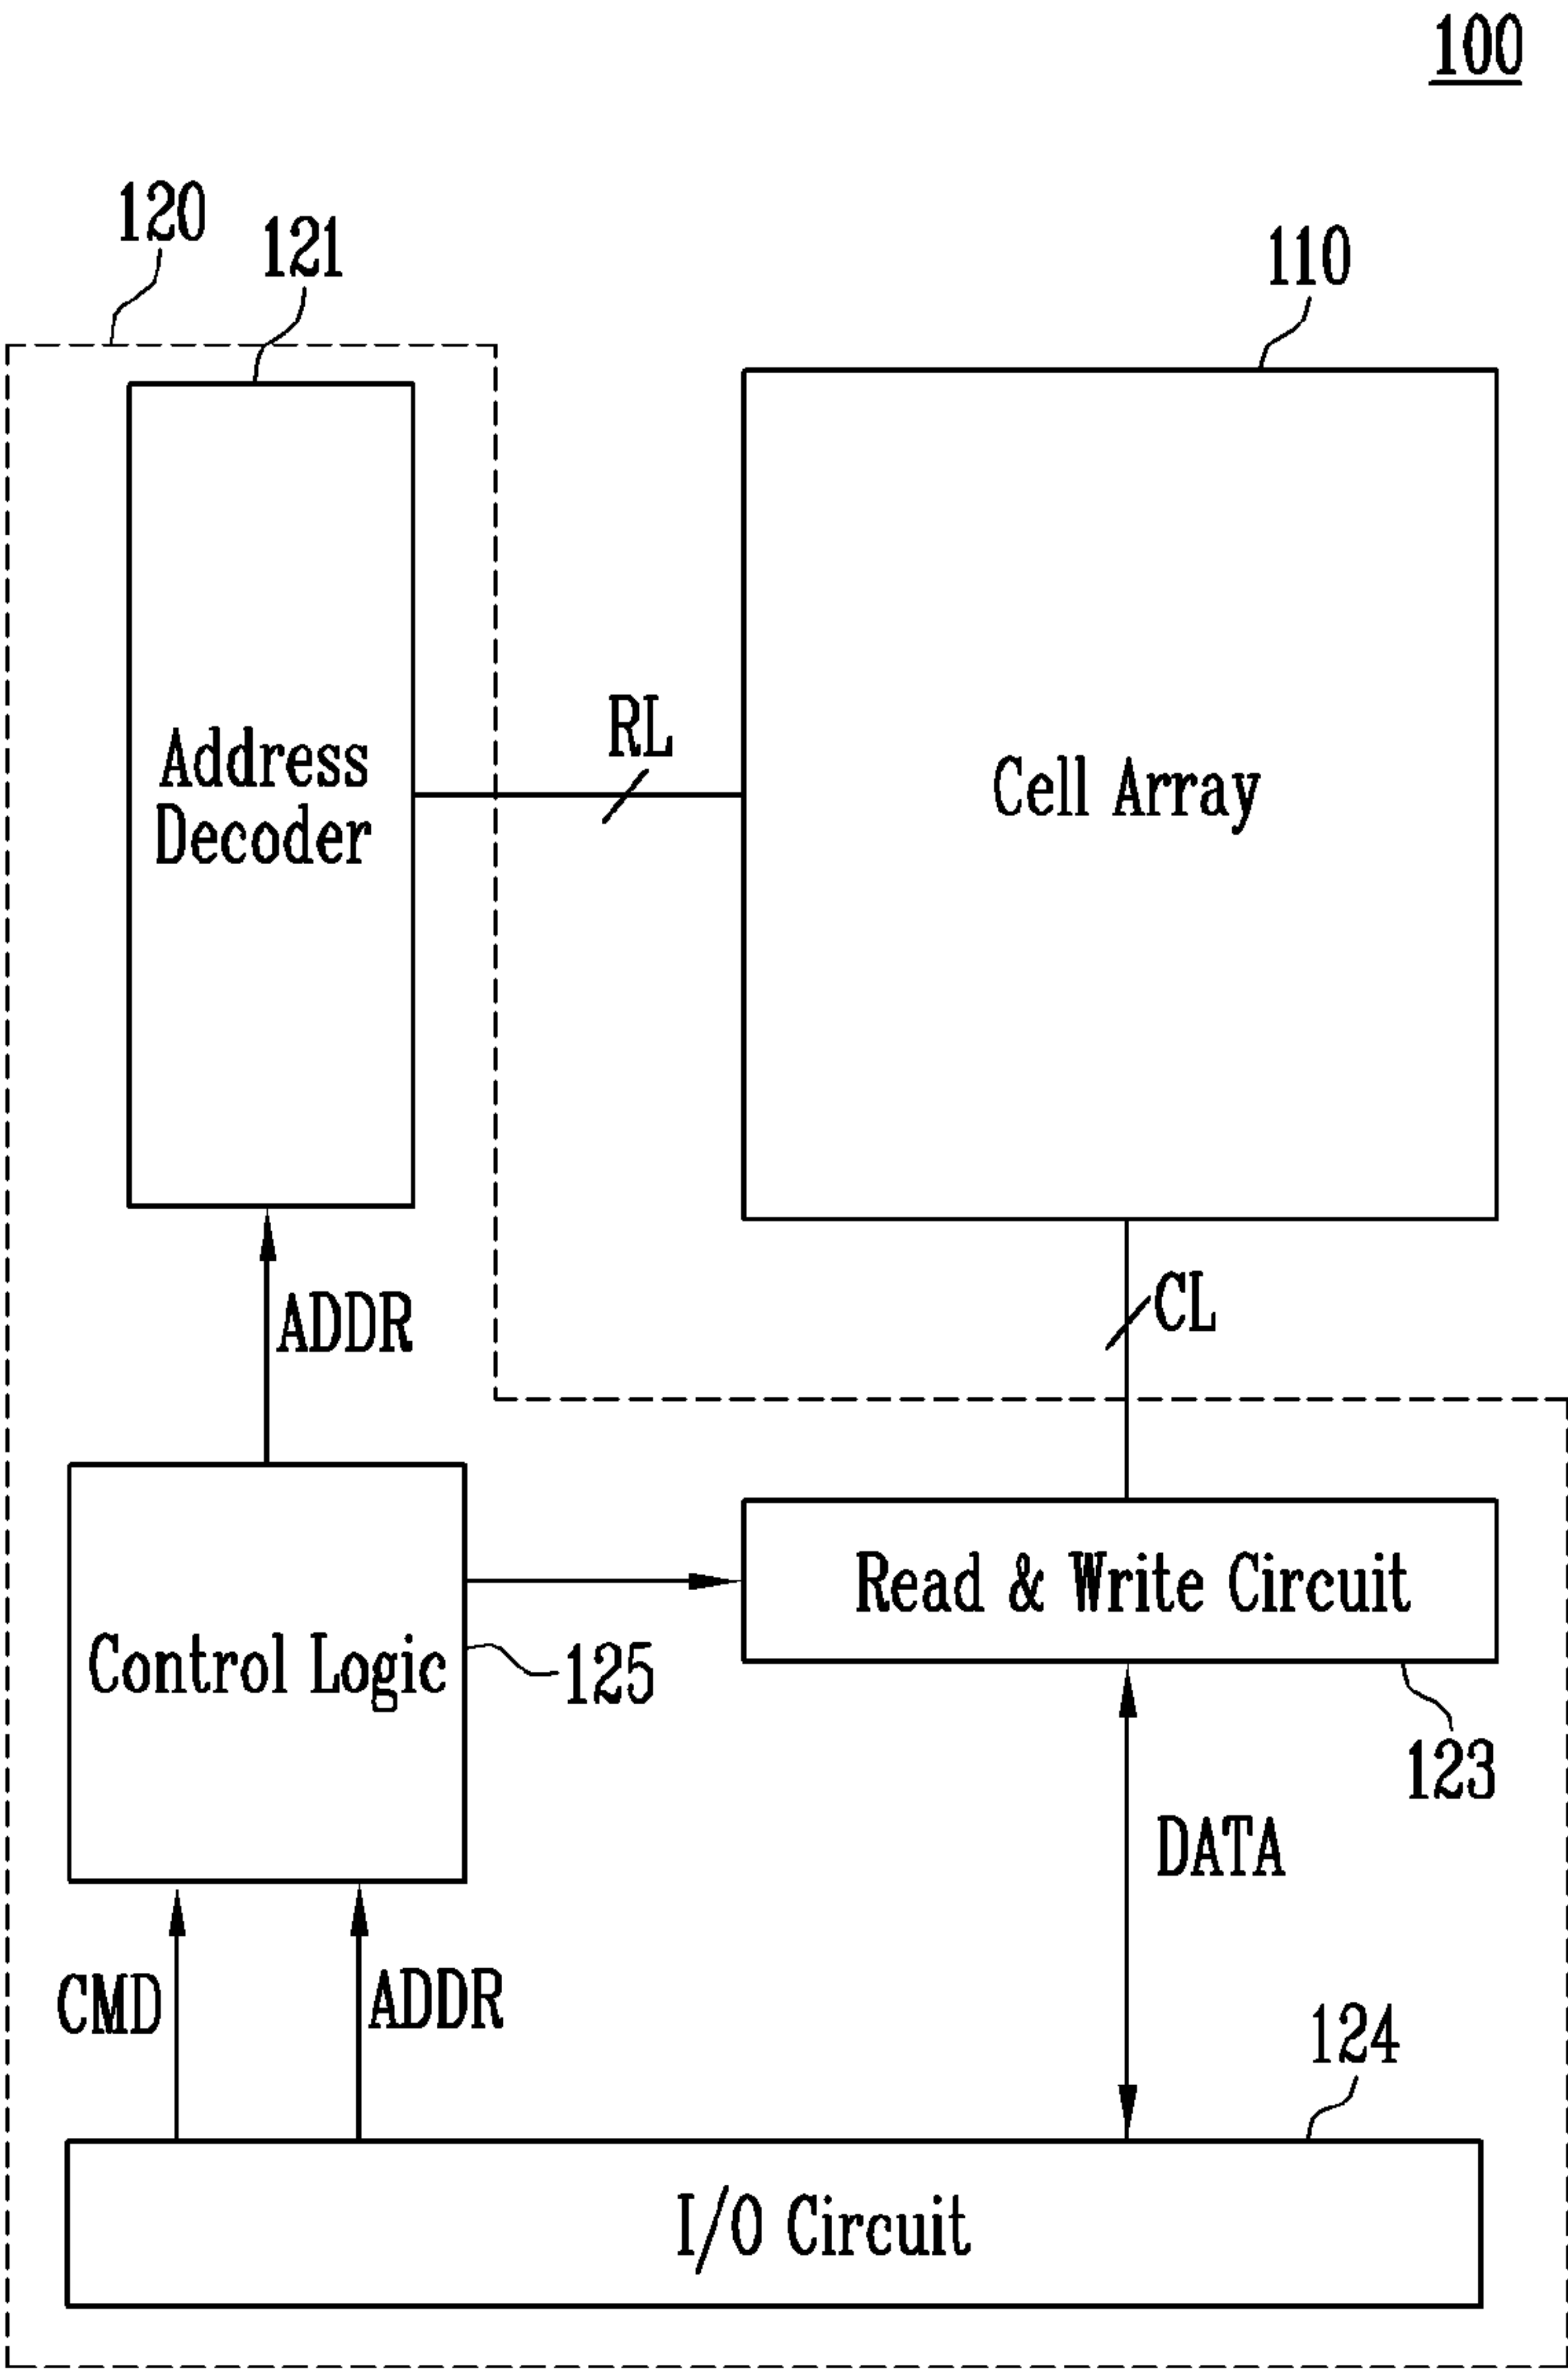 100
120
121
110
Address
Decoder
RL
Cell Array
ADDR
CL
Control Logic
125
Read & Write Circuit
123
DATA
CMD
ADDR
124
I/O Circuit